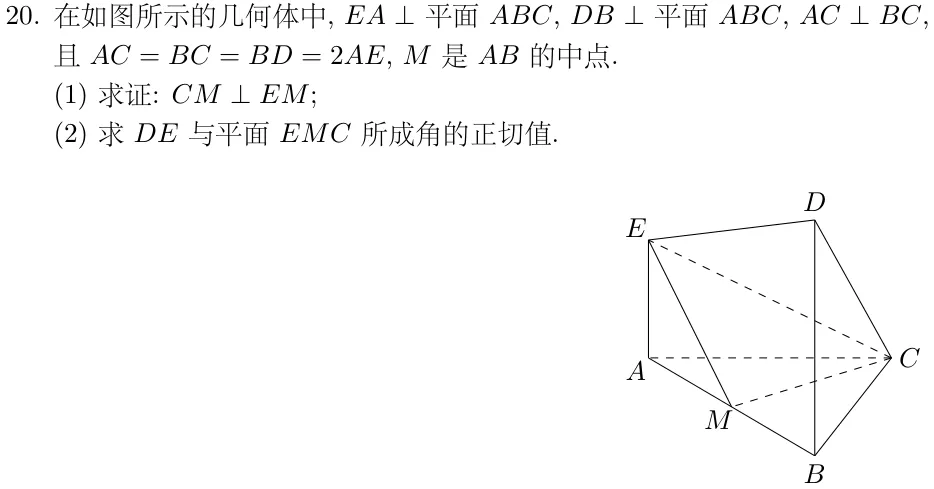 20. 在如图所示的几何体中, EA ⊥ 平面 ABC, DB ⊥ 平面 ABC, AC ⊥ BC,
且 AC = BC = BD = 2AE, M 是 AB 的中点.
(1) 求证: CM ⊥ EM;
(2) 求 DE 与平面 EMC 所成角的正切值.
D
E
A
C
M
B